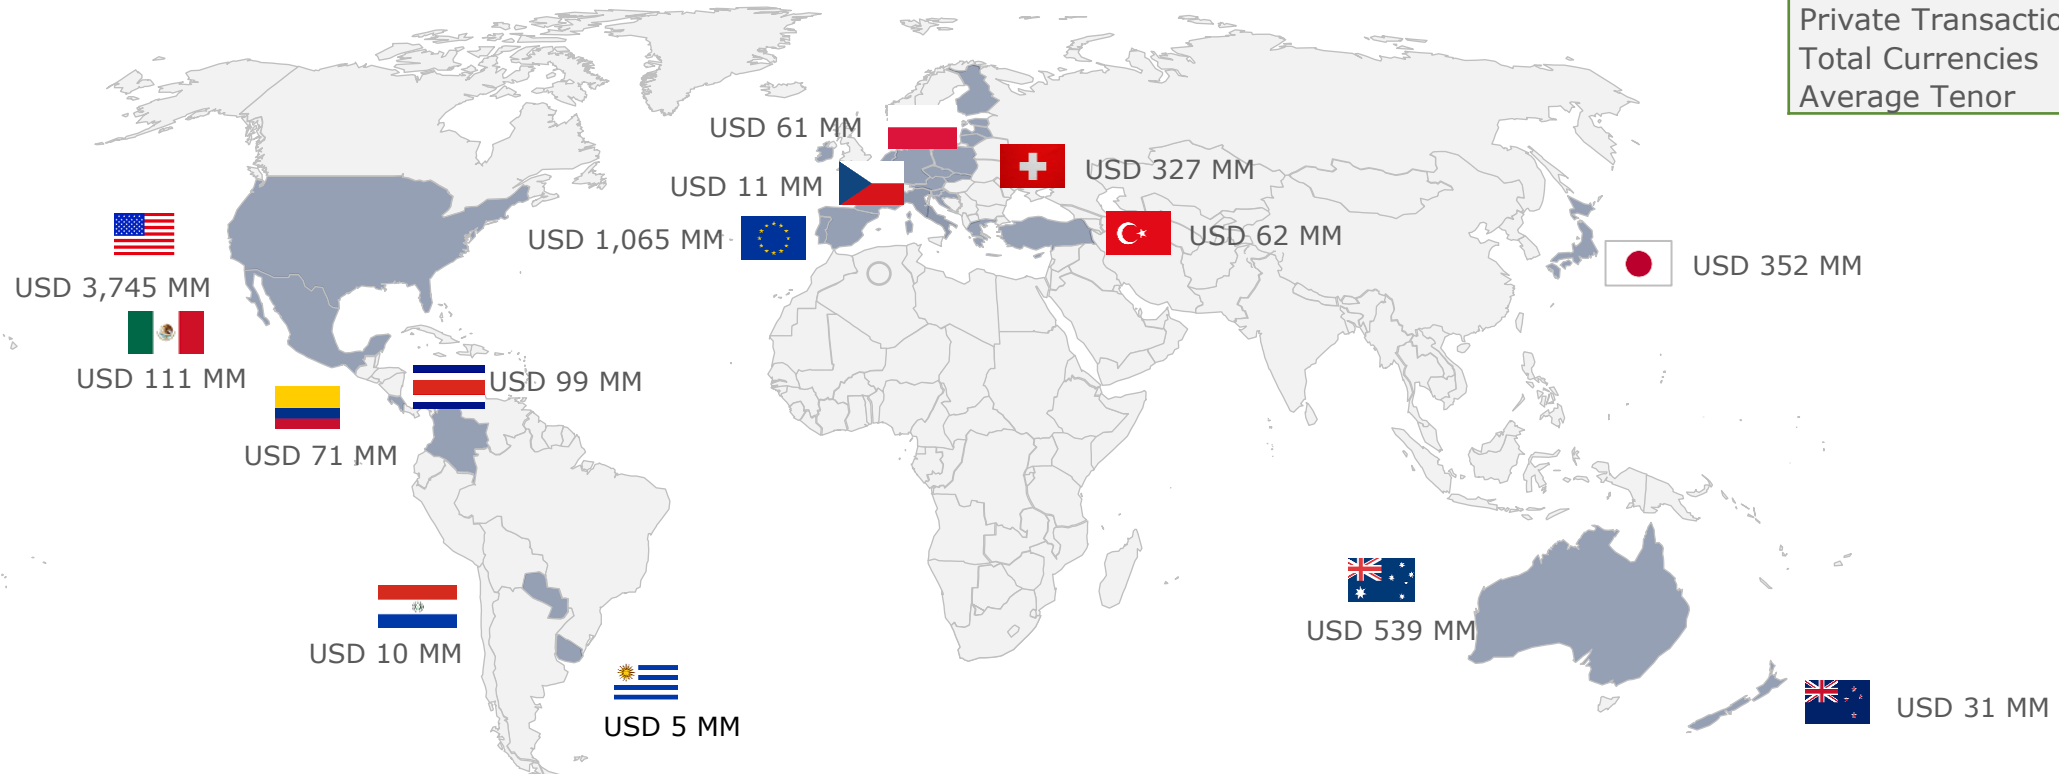 Private
Total Currencies
Average Tenor
USD 61 MM
USD 327 MM
USD 11 MM
USD 1,065 MM
USD 62 MM
USD 352 MM
USD 3,745 MM
USD 111 MM
USD 99 MM
USD 71 MM
USD 539 MM
USD 10 MM
USD 5 MM
USD 31 MM